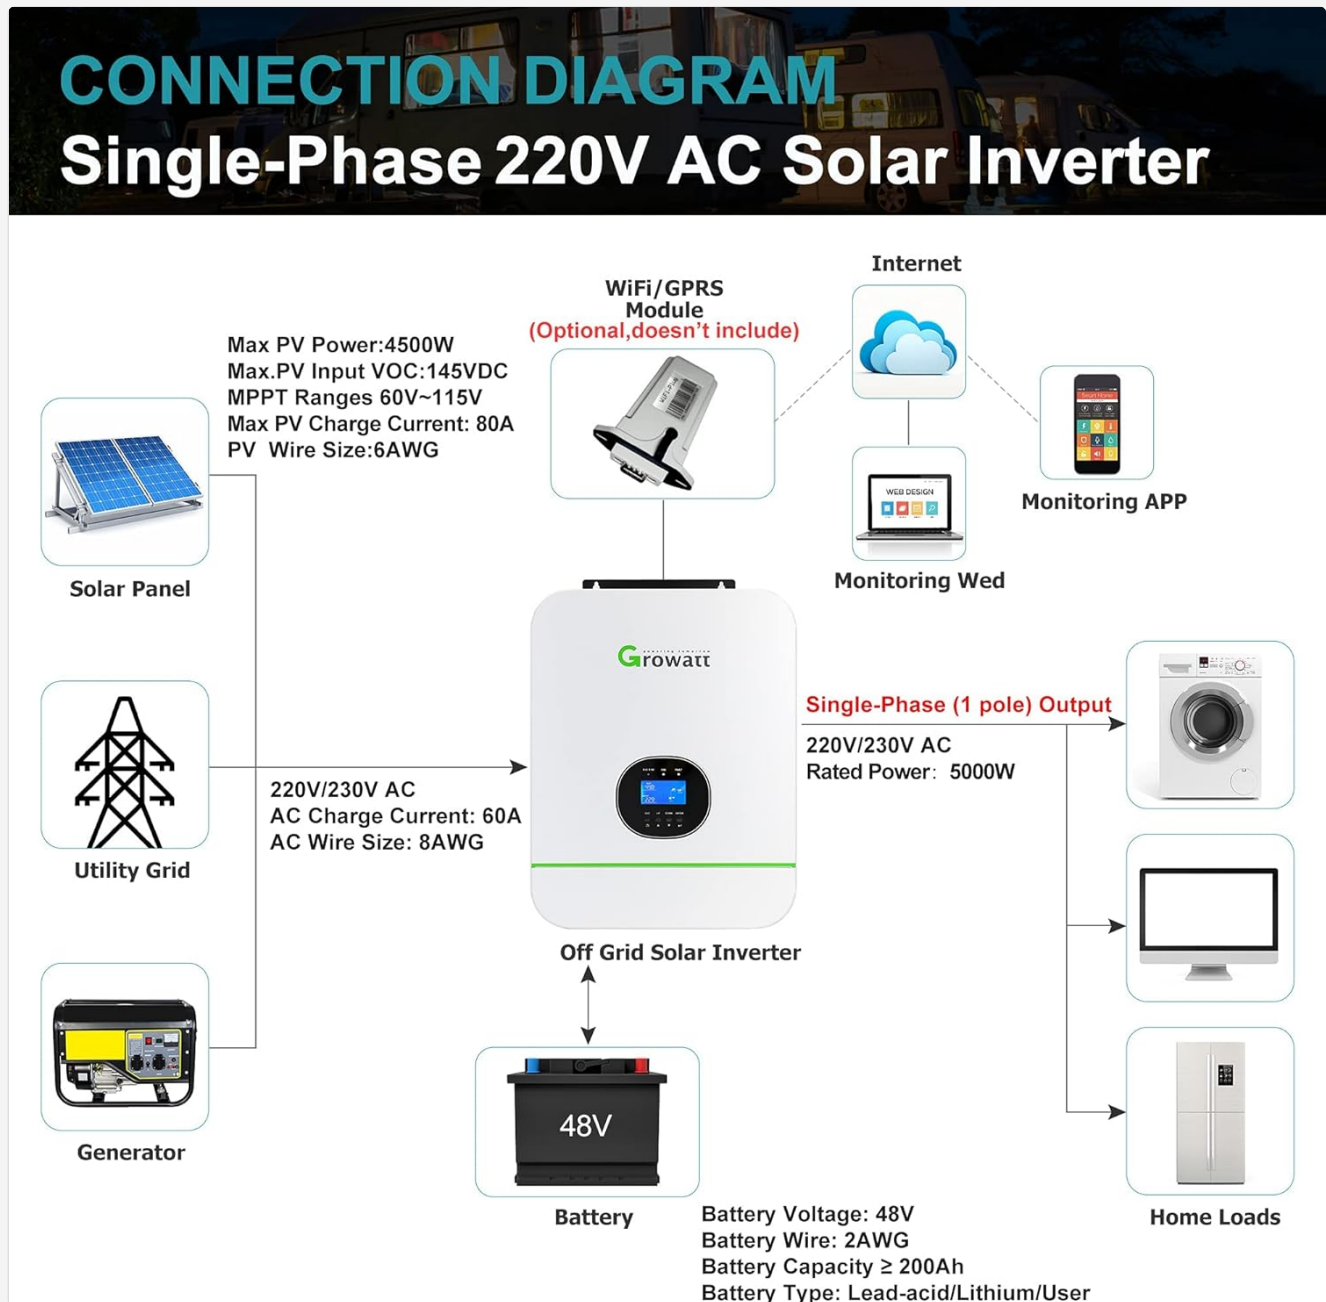 CONNECTION DIAGRAM
Single-Phase 220V AC Solar Inverter
Internet
WiFi/GPRS
Module
(Optional,doesn't include)
Max PV Power:4500W
Max.PV Input VOC:145VDC
MPPT Ranges 60V~115V
Max PV Charge Current: 80A
PV Wire Size:6AWG
WiFi-Plus
Smart Home
WEB DESIGN
Monitoring APP
Monitoring Wed
Solar Panel
Growatt
Single-Phase (1 pole) Output
220V/230V AC
Rated Power: 5000W
220V/230V AC
AC Charge Current: 60A
AC Wire Size: 8AWG
Utility Grid
Off Grid Solar Inverter
48V
Generator
Battery
Home Loads
Battery Voltage: 48V
Battery Wire: 2AWG
Battery Capacity ≥ 200Ah
Battery Type: Lead-acid/Lithium/User